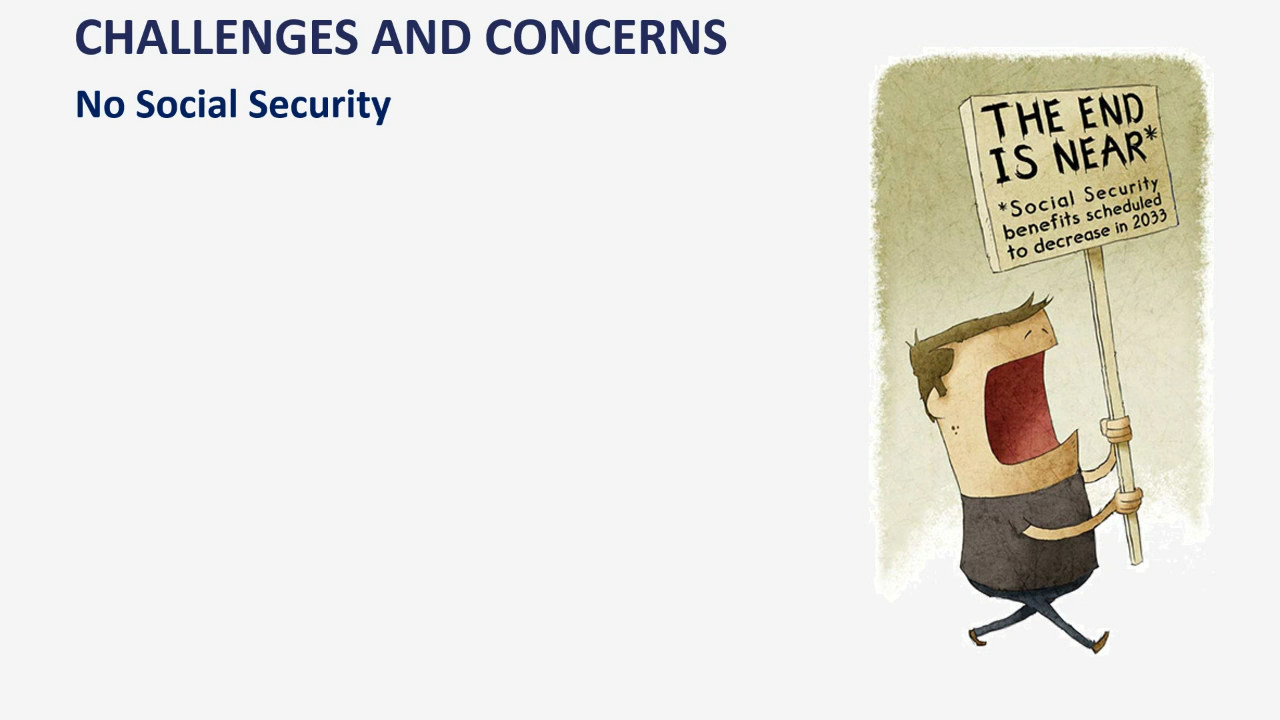 CHALLENGES AND CONCERNS
No Social Security
THE END
IS NEAR*
*Social Security
benefits scheduled
to decrease in 2033